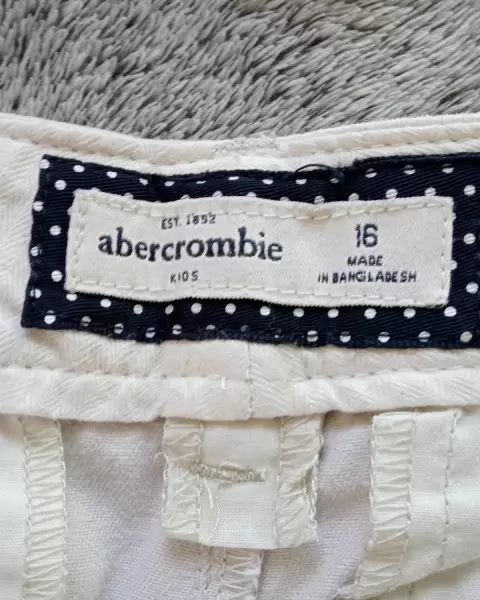 EST. 1892
abercrombie
KIDS
16
MADE
IN BANGLADESH